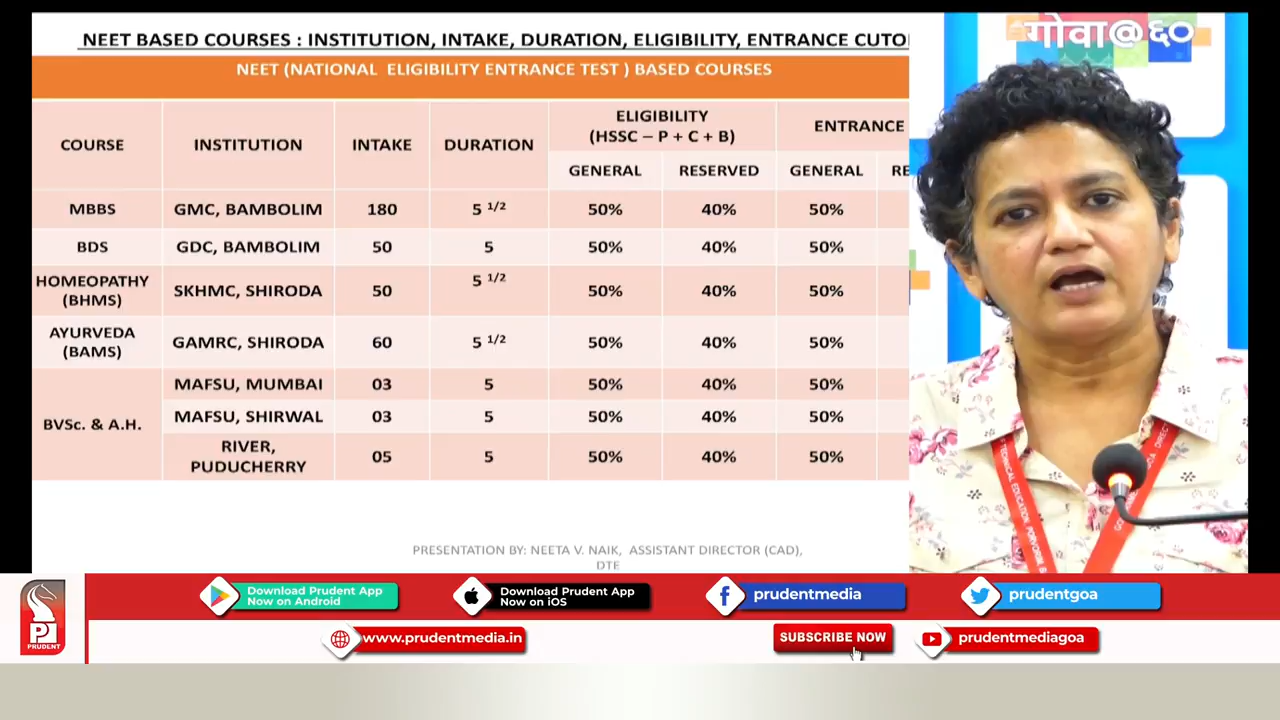 NEET BASED COURSES : INSTITUTION, INTAKE, DURATION, ELIGIBILITY, ENTRANCE CUTO
गोवा@६०
NEET (NATIONAL ELIGIBILITY ENTRANCE TEST ) BASED COURSES
COURSE INSTITUTION INTAKE DURATION ELIGIBILITY (HSSC – P + C + B) ENTRANCE
GENERAL RESERVED GENERAL RE
MBBS GMC, BAMBOLIM 180 5 1/2 50% 40% 50%
BDS GDC, BAMBOLIM 50 5 50% 40% 50%
HOMEOPATHY (BHMS) SKHMC, SHIRODA 50 5 1/2 50% 40% 50%
AYURVEDA (BAMS) GAMRC, SHIRODA 60 5 1/2 50% 40% 50%
BVSc. & A.H. MAFSU, MUMBAI 03 5 50% 40% 50%
MAFSU, SHIRWAL 03 5 50% 40% 50%
RIVER, PUDUCHERRY 05 5 50% 40% 50%
TECHNICAL EDUCATION, PORVORIM
PRESENTATION BY: NEETA V. NAIK, ASSISTANT DIRECTOR (CAD),
DTE
PRUDENT
Download Prudent App
Now on Android
Download Prudent App
Now on iOS
prudentmedia
prudentgoa
www.prudentmedia.in
SUBSCRIBE NOW
prudentmediagoa